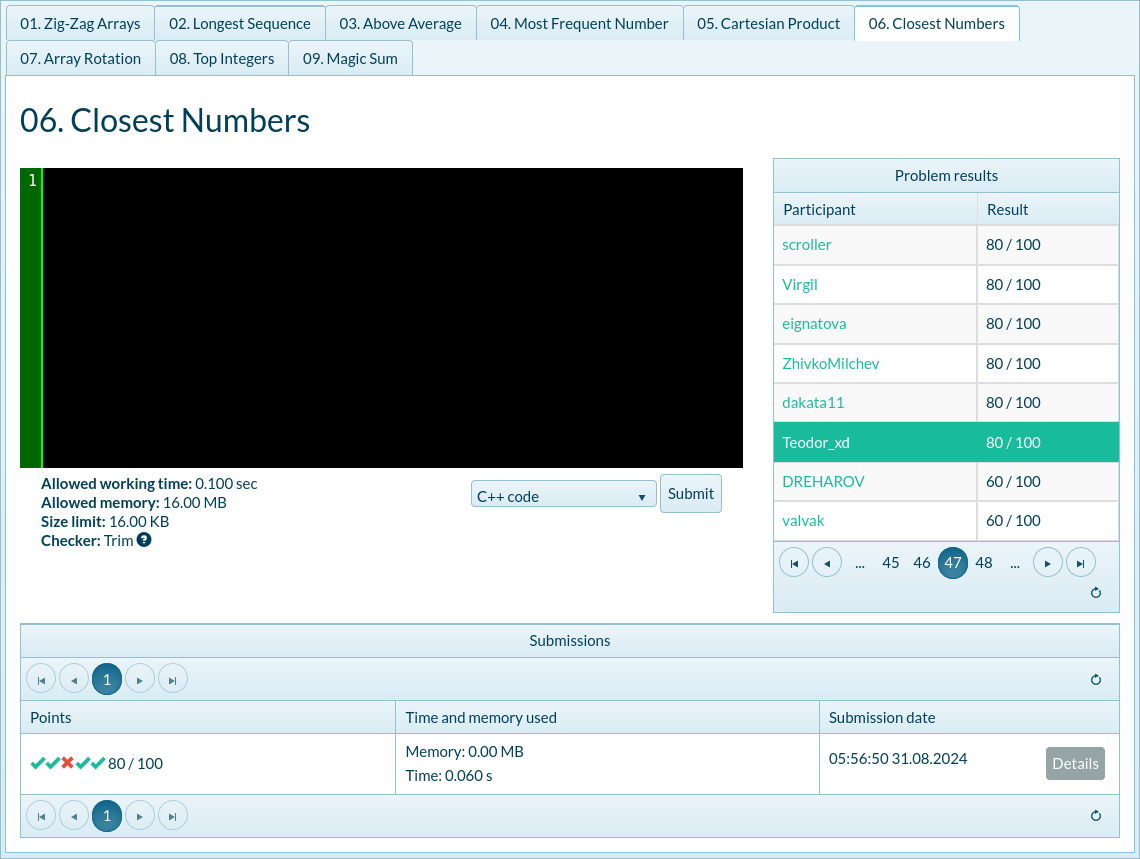 01. Zig-Zag Arrays 02. Longest Sequence 03. Above Average 04. Most Frequent Number 05. Cartesian Product 06. Closest Numbers
07. Array Rotation 08. Top Integers 09. Magic Sum
06. Closest Numbers
1
Allowed working time: 0.100 sec
Allowed memory: 16.00 MB
Size limit: 16.00 KB
Checker: Trim ?
C++ code
Submit
Problem results
Participant Result
scroller 80 / 100
Virgil 80 / 100
eignatova 80 / 100
ZhivkoMilchev 80 / 100
dakata11 80 / 100
Teodor_xd 80 / 100
DREHAROV 60 / 100
valvak 60 / 100
... 45 46 47 48 ...
Submissions
1
Points Time and memory used Submission date
80 / 100 Memory: 0.00 MB 05:56:50 31.08.2024 Details
Time: 0.060 s
1